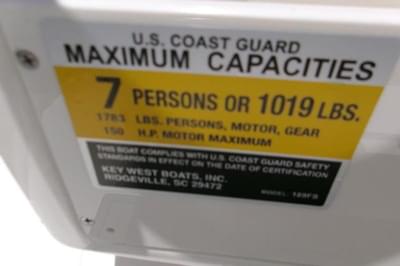 U.S. COAST GUARD
MAXIMUM CAPACITIES
7 PERSONS OR 1019 LBS.
1783 LBS. PERSONS, MOTOR, GEAR
150 H.P. MOTOR MAXIMUM
THIS BOAT COMPLIES WITH U.S. COAST GUARD SAFETY
STANDARDS IN EFFECT ON THE DATE OF CERTIFICATION
KEY WEST BOATS, INC.
RIDGEVILLE, SC 29472
MODEL: